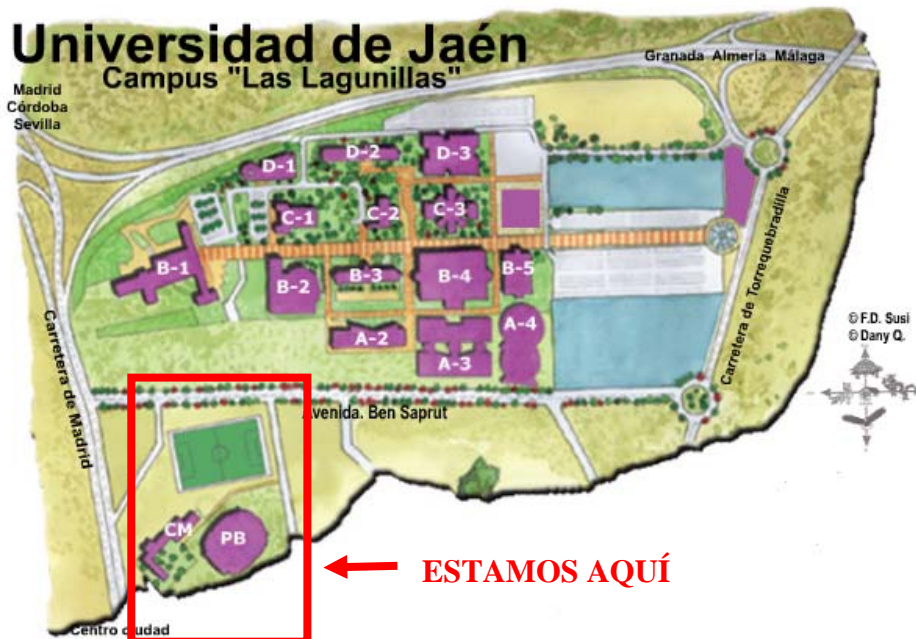 Universidad de Jaén
Campus "Las Lagunillas"
Granada Almería Málaga
Madrid
Córdoba
Sevilla
D-1
D-2
D-3
C-1
C-2
C-3
B-1
B-2
B-3
B-4
B-5
A-2
A-3
A-4
Carretera de Torrequebradilla
© F.D. Susi
© Dany Q.
Carretera de Madrid
Avenida. Ben Saprut
CM
PB
ESTAMOS AQUÍ
Centro ciudad